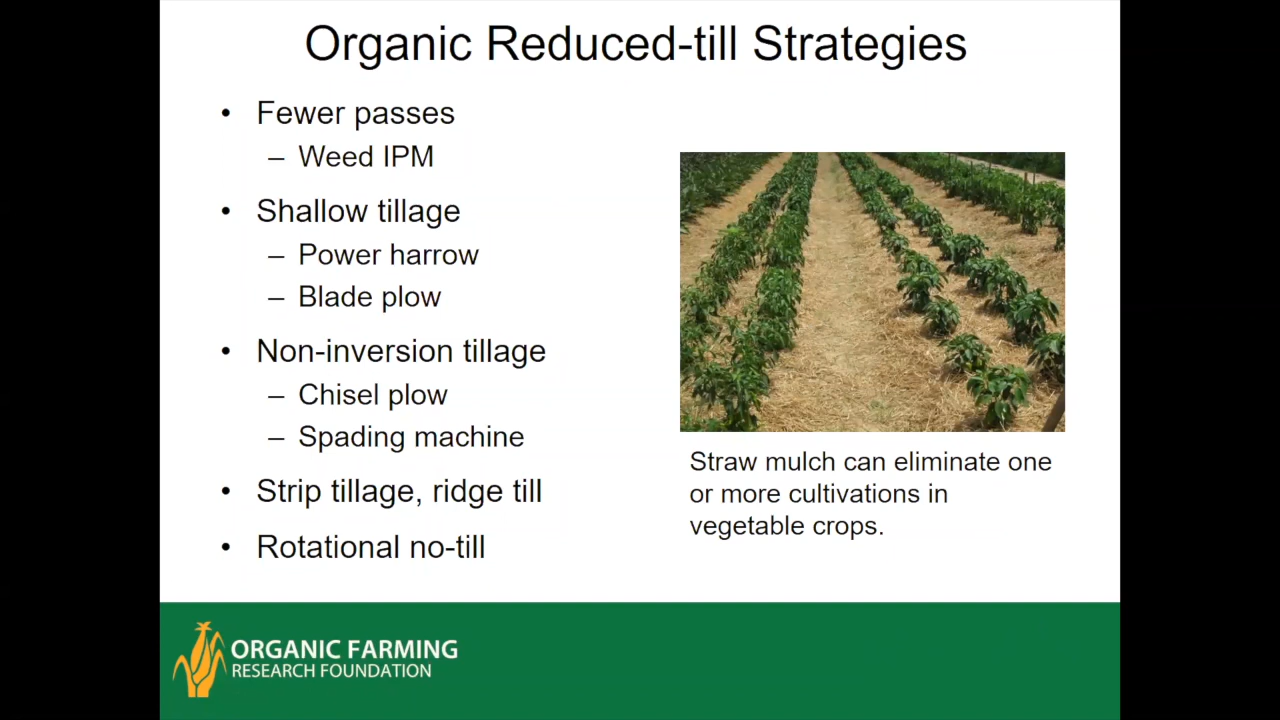 Organic Reduced-till Strategies
• Fewer passes
– Weed IPM
• Shallow tillage
– Power harrow
– Blade plow
• Non-inversion tillage
– Chisel plow
– Spading machine
• Strip tillage, ridge till
• Rotational no-till
Straw mulch can eliminate one
or more cultivations in
vegetable crops.
ORGANIC FARMING
RESEARCH FOUNDATION